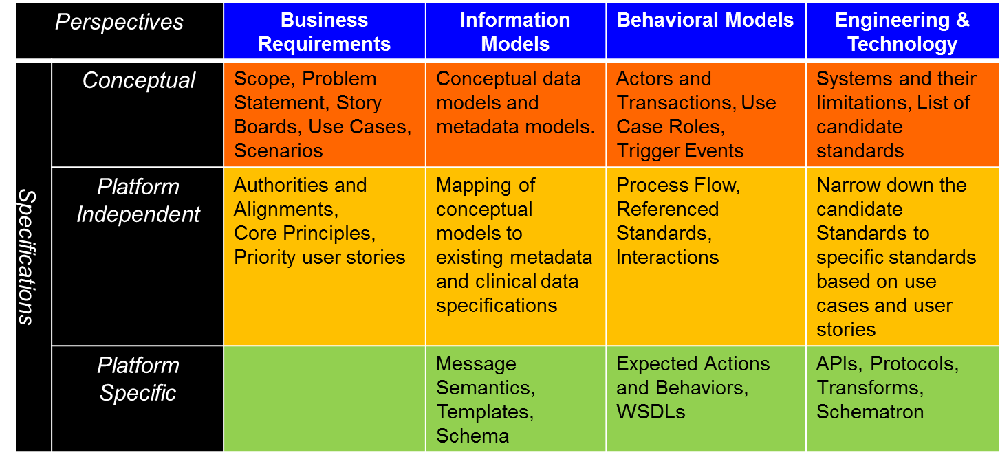 Perspectives
Business
Requirements
Information
Models
Behavioral Models
Engineering &
Technology
Specifications
Conceptual
Scope, Problem
Statement, Story
Boards, Use Cases,
Scenarios
Conceptual data
models and
metadata models.
Actors and
Transactions, Use
Case Roles,
Trigger Events
Systems and their
limitations, List of
candidate
standards
Platform
Independent
Authorities and
Alignments,
Core Principles,
Priority user stories
Mapping of
conceptual
models to
existing metadata
and clinical data
specifications
Process Flow,
Referenced
Standards,
Interactions
Narrow down the
candidate
Standards to
specific standards
based on use
cases and user
stories
Platform
Specific
Message
Semantics,
Templates,
Schema
Expected Actions
and Behaviors,
WSDLs
APIs, Protocols,
Transforms,
Schematron